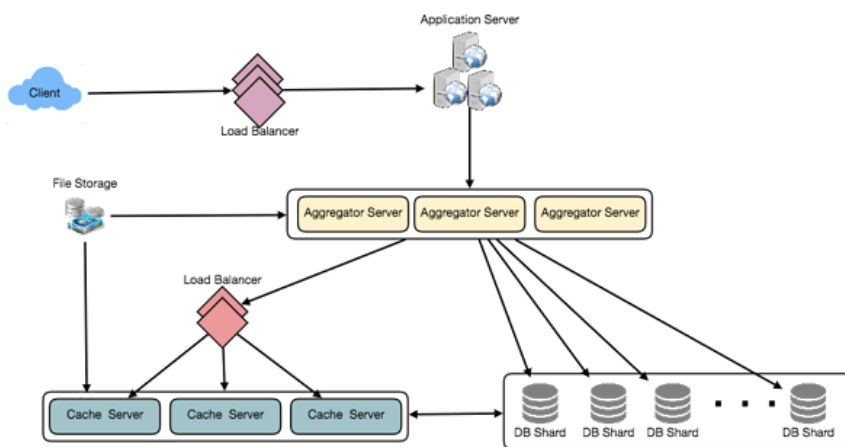 Application Server
Client
Load Balancer
File Storage
Aggregator Server
Aggregator Server
Aggregator Server
Load Balancer
Cache Server
Cache Server
Cache Server
DB Shard
DB Shard
DB Shard
DB Shard